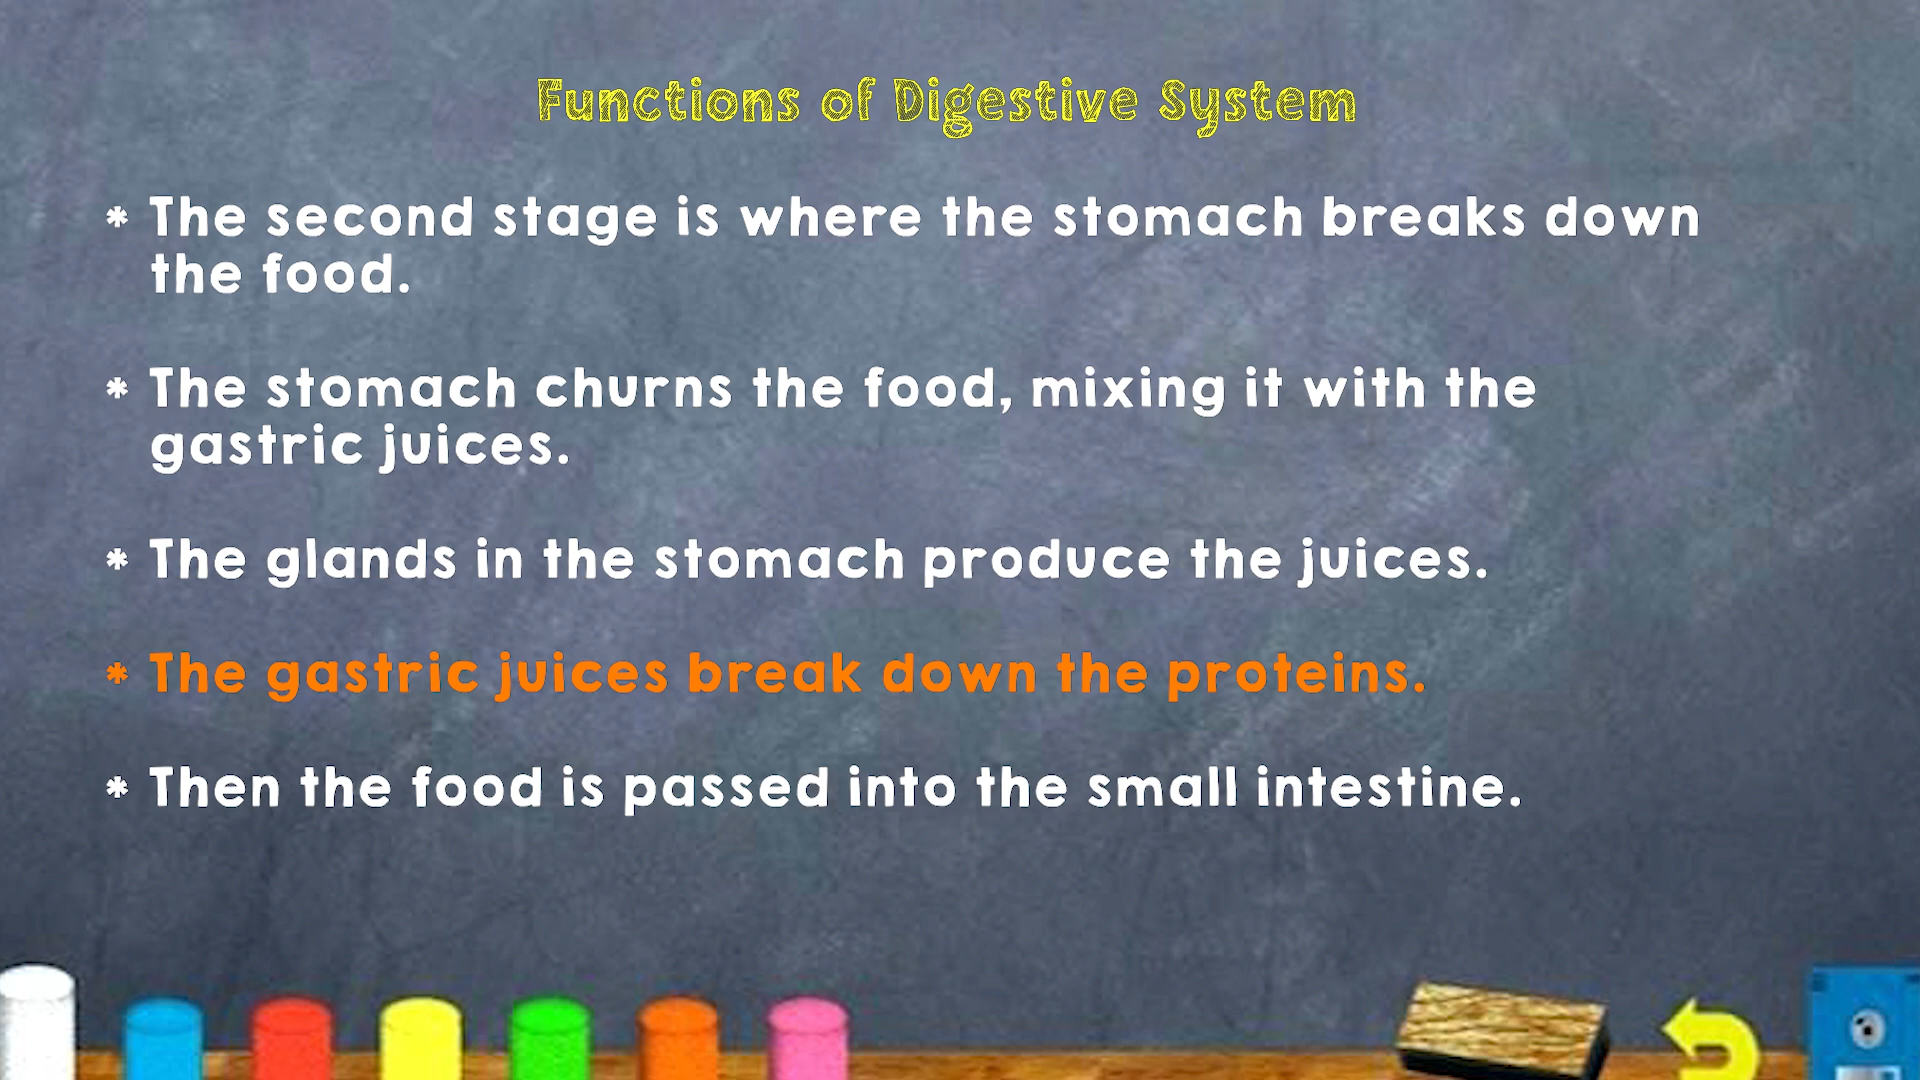 Functions of Digestive System
* The second stage is where the stomach breaks down
the food.
* The stomach churns the food, mixing it with the
gastric juices.
* The glands in the stomach produce the juices.
* The gastric juices break down the proteins.
* Then the food is passed into the small intestine.